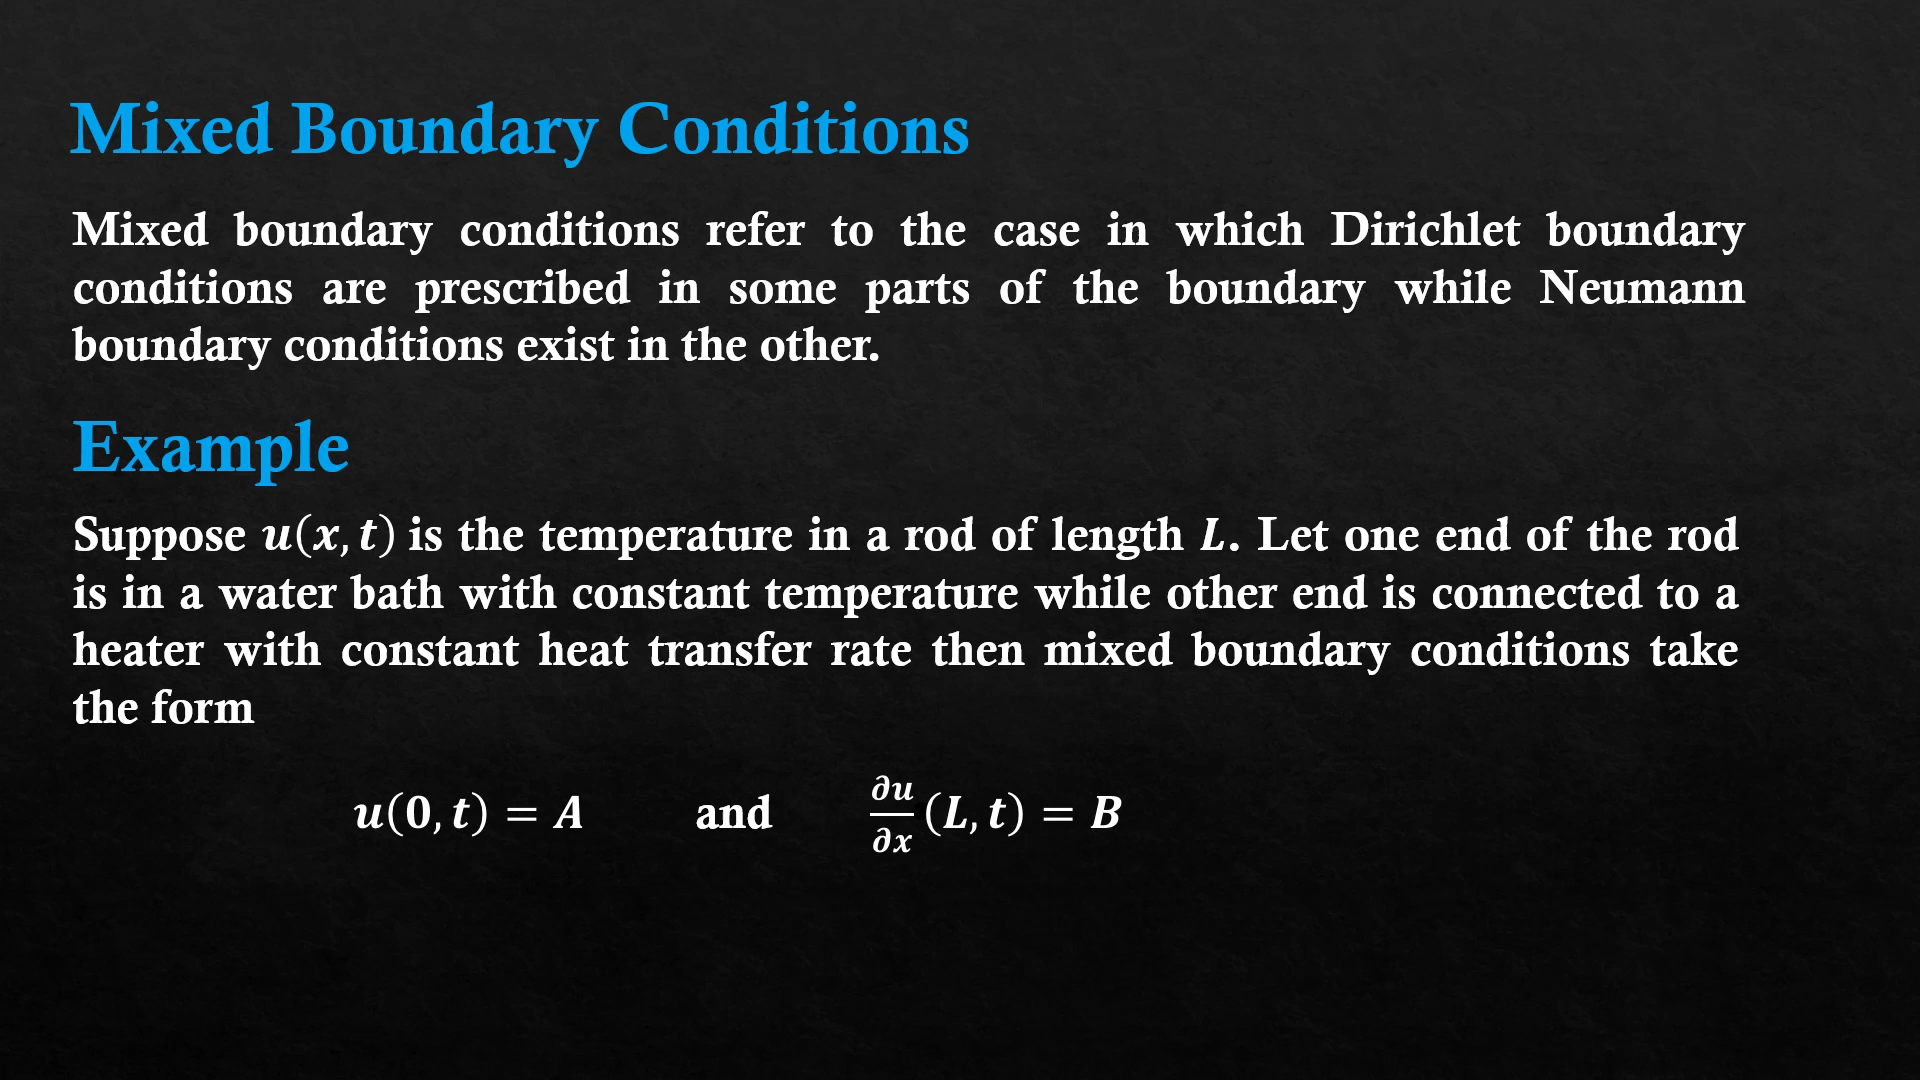 Mixed Boundary Conditions
Mixed boundary conditions refer to the case in which Dirichlet boundary
conditions are prescribed in some parts of the boundary while Neumann
boundary conditions exist in the other.
Example
Suppose u(x, t) is the temperature in a rod of length L. Let one end of the rod
is in a water bath with constant temperature while other end is connected to a
heater with constant heat transfer rate then mixed boundary conditions take
the form
u(0, t) = A and ∂u/∂x (L, t) = B